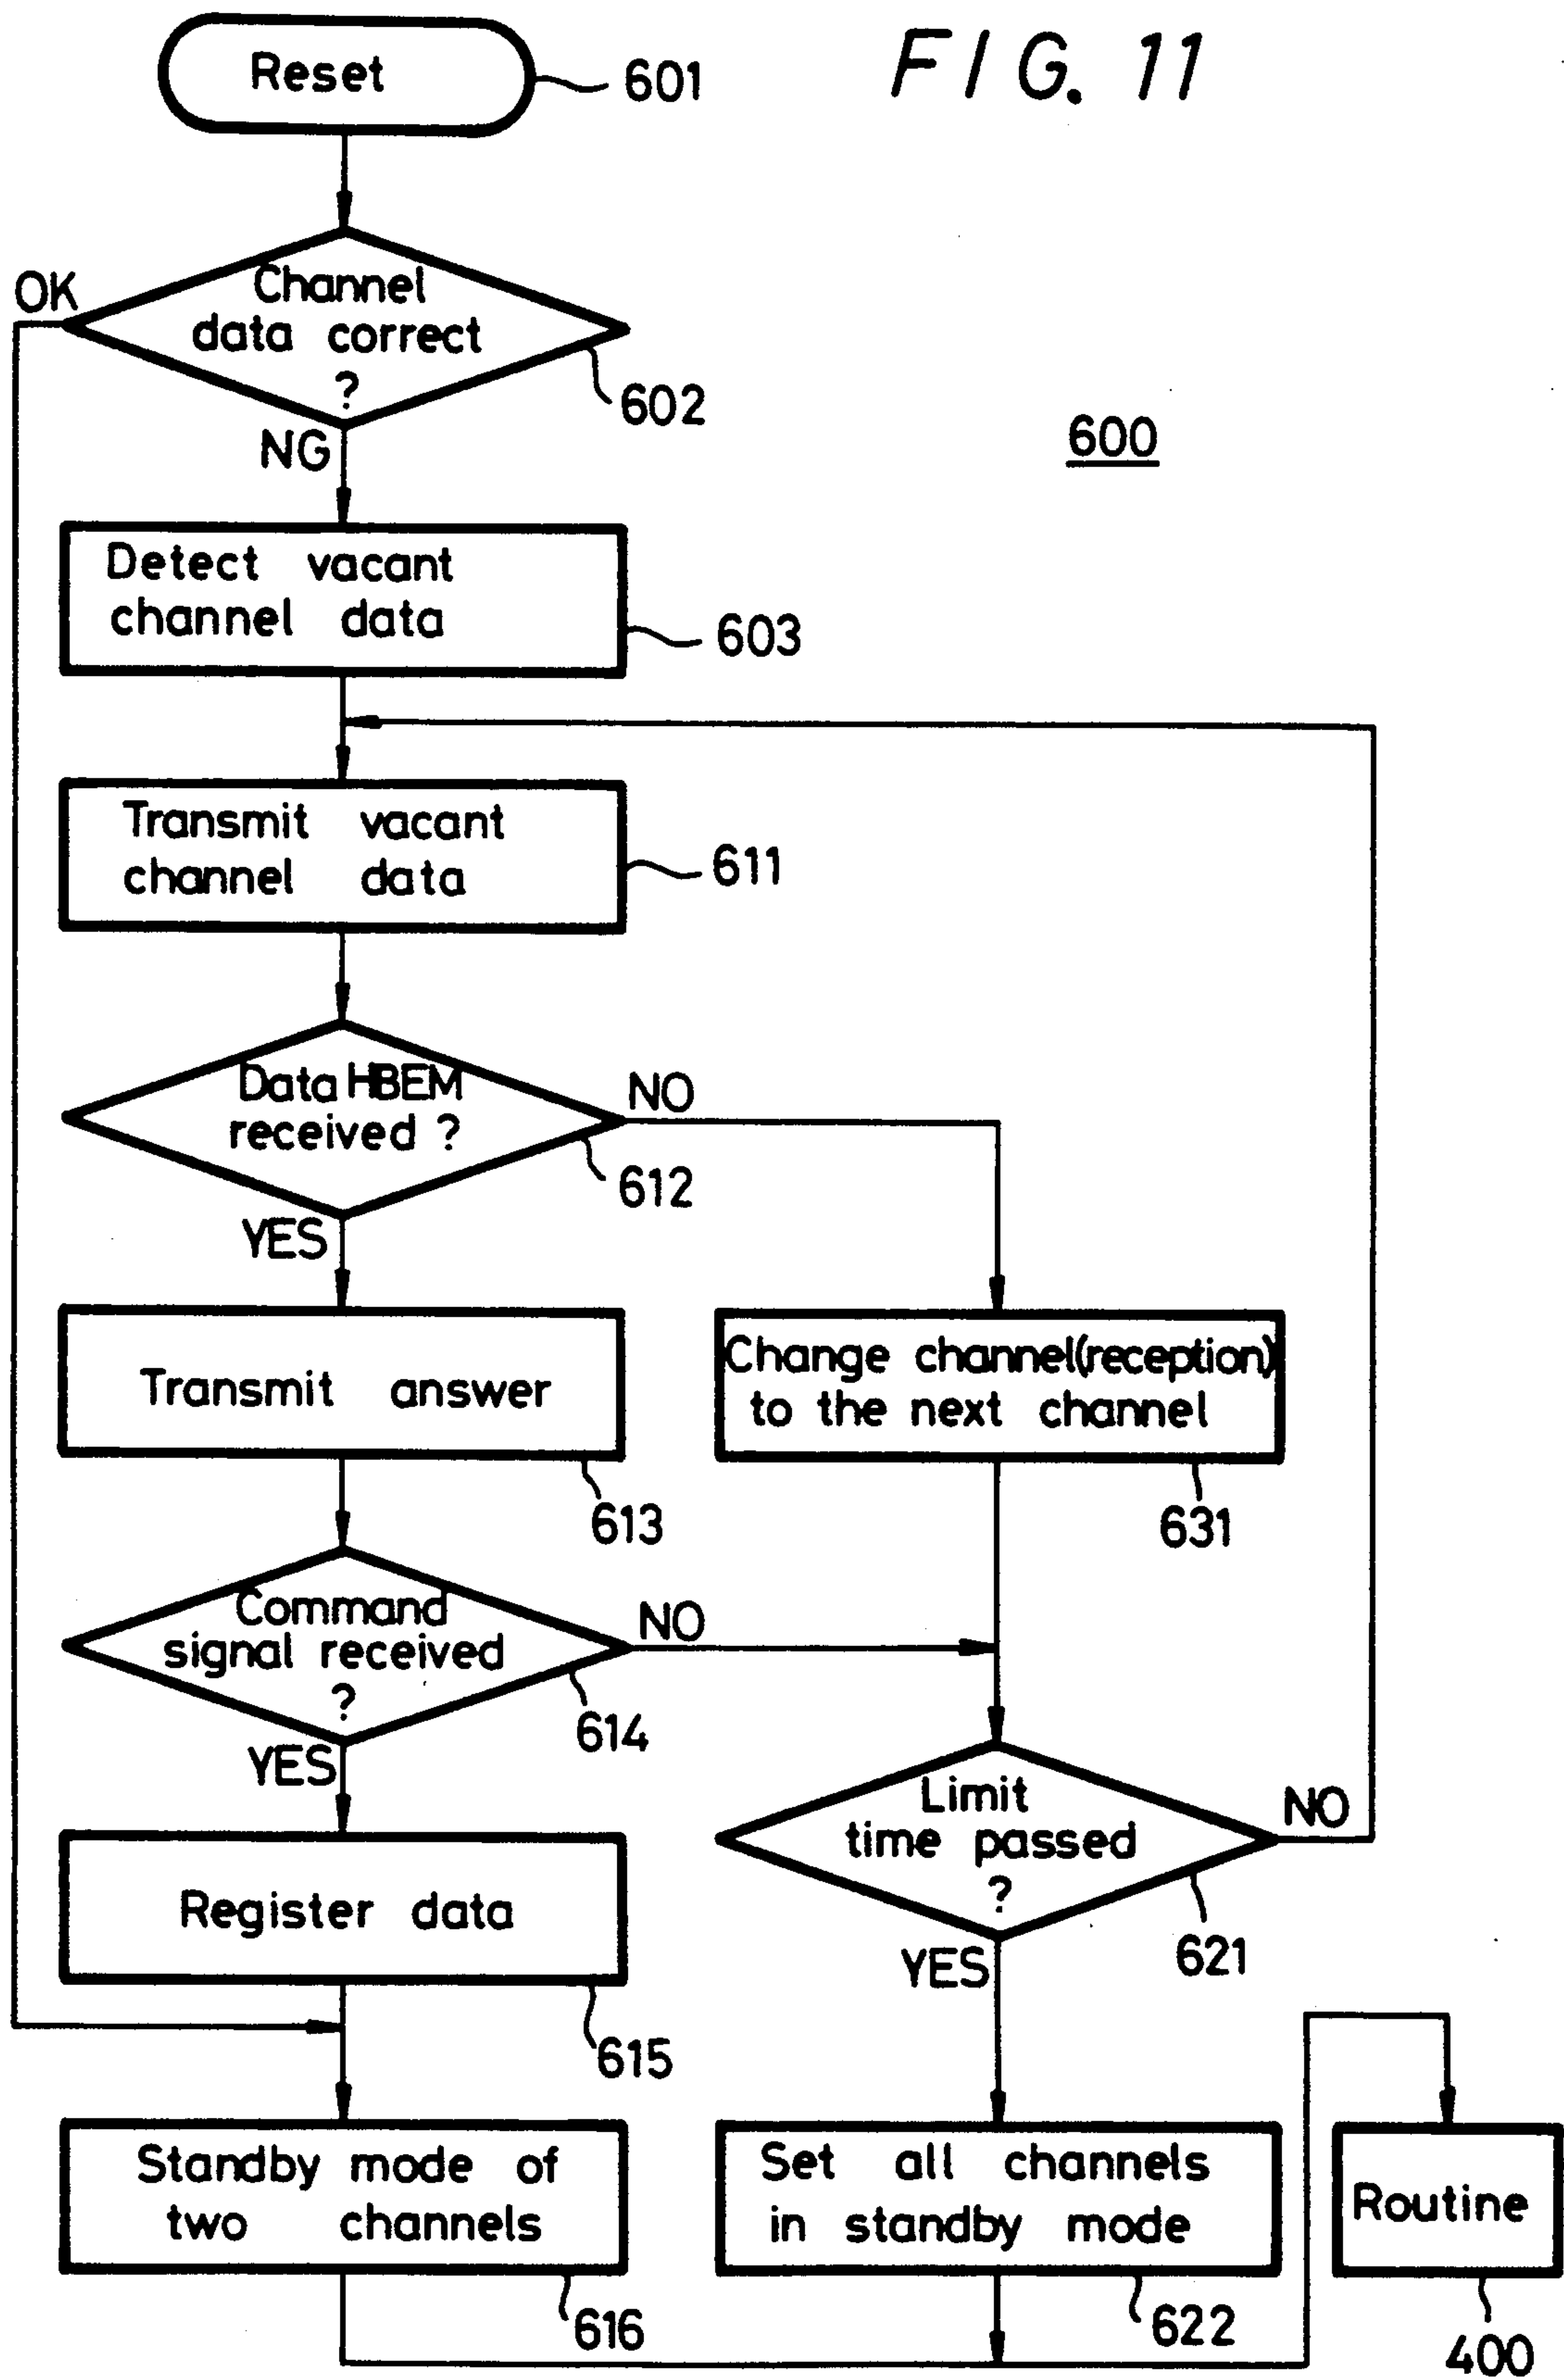 FIG. 11
Reset
601
Channel
data correct
?
OK
602
NG
600
Detect vacant
channel data
603
Transmit vacant
channel data
611
Data HBEM
received ?
NO
612
YES
Transmit answer
613
Change channel(reception)
to the next channel
631
Command
signal received
?
NO
614
YES
Limit
time passed
?
NO
621
YES
Register data
615
Standby mode of
two channels
616
Set all channels
in standby mode
622
Routine
400